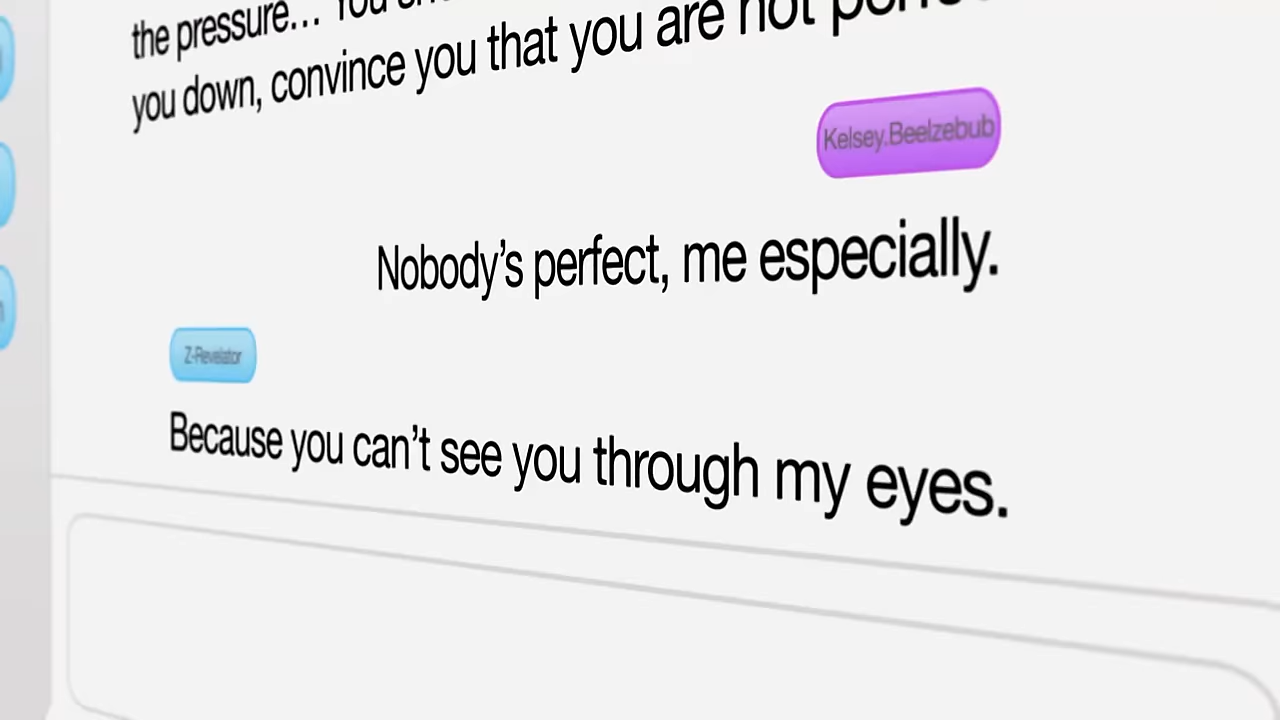 the pressure... You
you down, convince you that you are not
Kelsey.Beelzebub
Nobody’s perfect, me especially.
Z-Revelator
Because you can’t see you through my eyes.